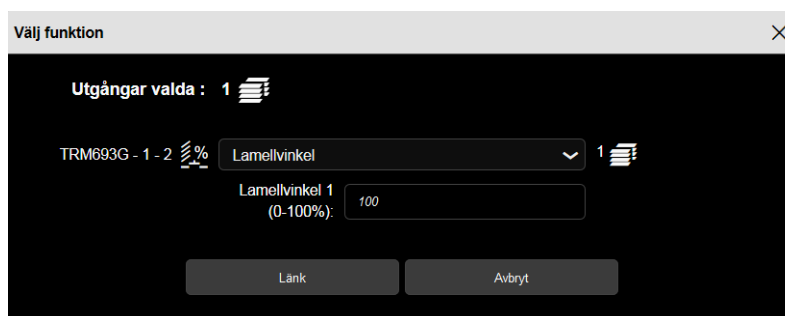 Välj funktion
Utgångar valda : 1
TRM693G - 1 - 2 % Lamellvinkel 1
Lamellvinkel 1
(0-100%): 100
Länk Avbryt